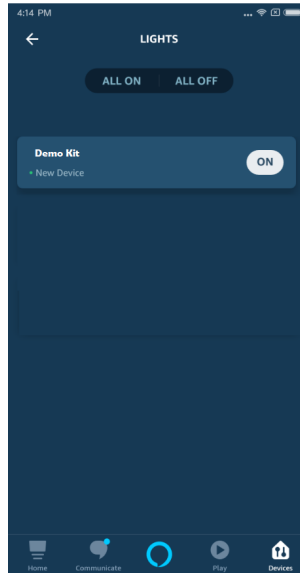 4:14 PM
...
LIGHTS
ALL ON ALL OFF
Demo Kit
ON
• New Device
Home Communicate Play Devices